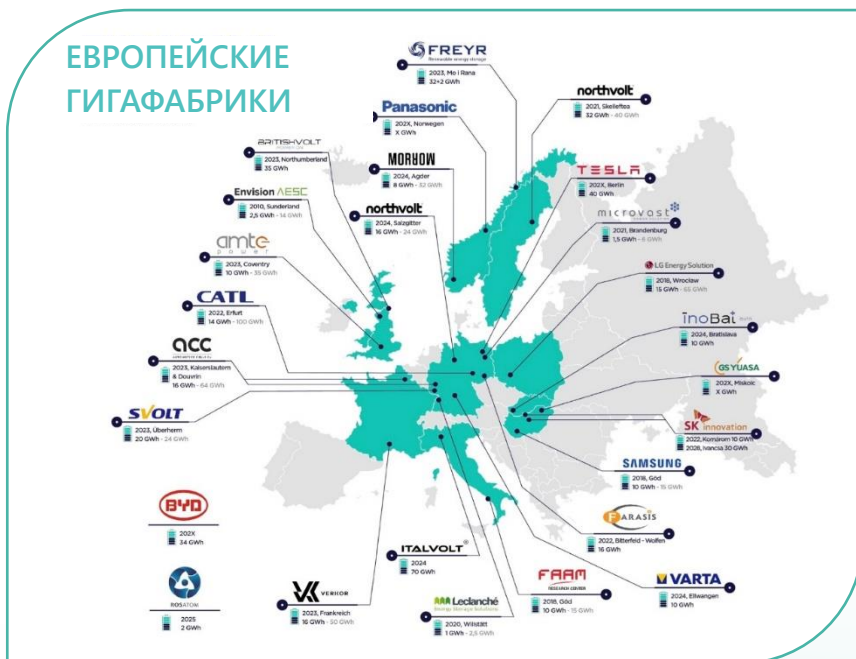 ЕВРОПЕЙСКИЕ
ГИГАФАБРИКИ
FREYR
Renewable energy storage
2023, Mo I Rana
32+2 GWh
Panasonic
202X, Norwegen
X GWh
northvolt
2021, Skelleftea
32 GWh - 40 GWh
BRITISHVOLT
2023, Northumberland
35 GWh
MORROW
2024, Agder
8 GWh - 32 GWh
TESLA
202X, Berlin
40 GWh
Envision AESC
2010, Sunderland
2,5 GWh - 14 GWh
northvolt
2024, Salzgitter
16 GWh - 24 GWh
microvast
2021, Brandenburg
1,5 GWh - 6 GWh
amte
power
2023, Coventry
10 GWh - 35 GWh
LG Energy Solution
2018, Wroclaw
15 GWh - 65 GWh
CATL
2022, Erfurt
14 GWh - 100 GWh
InoBat
2024, Bratislava
10 GWh
acc
2023, Kaiserslautern
& Douvrin
16 GWh - 64 GWh
GS YUASA
202X, Miskolc
X GWh
SVOLT
2023, Überherrn
20 GWh - 24 GWh
SK innovation
2022, Komárom 10 GWh
2028, Ivancsa 30 GWh
SAMSUNG
2018, Göd
10 GWh - 15 GWh
BYD
202X
34 GWh
FARASIS
2022, Bitterfeld - Wolfen
16 GWh
ITALVOLT
2024
70 GWh
ROSATOM
2025
2 GWh
VERKOR
2023, Frankreich
16 GWh - 50 GWh
Leclanché
Energy Storage Solutions
2020, Willstätt
1 GWh - 2,5 GWh
FAAM
RESEARCH CENTER
2018, Göd
10 GWh - 15 GWh
VARTA
2024, Ellwangen
10 GWh